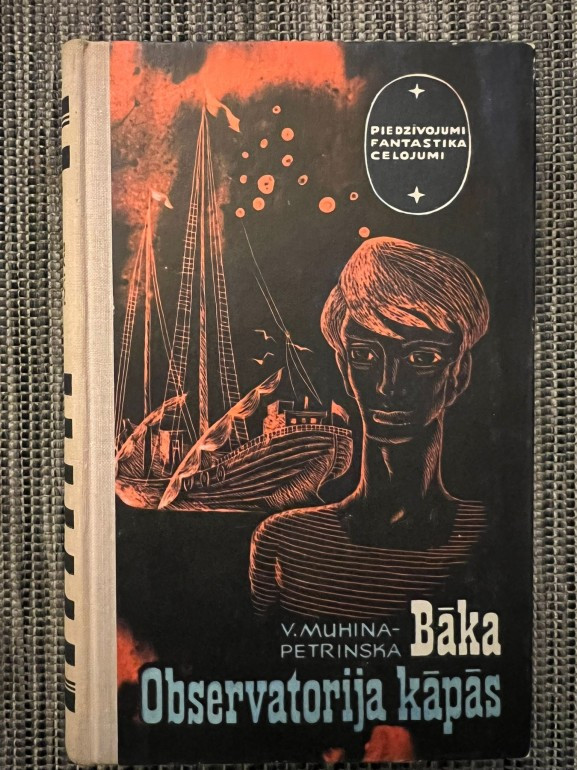 PIEDZĪVOJUMI
FANTASTIKA
CEĻOJUMI
V. MUHINA-
PETRINSKA
Bāka
Observatorija kāpās